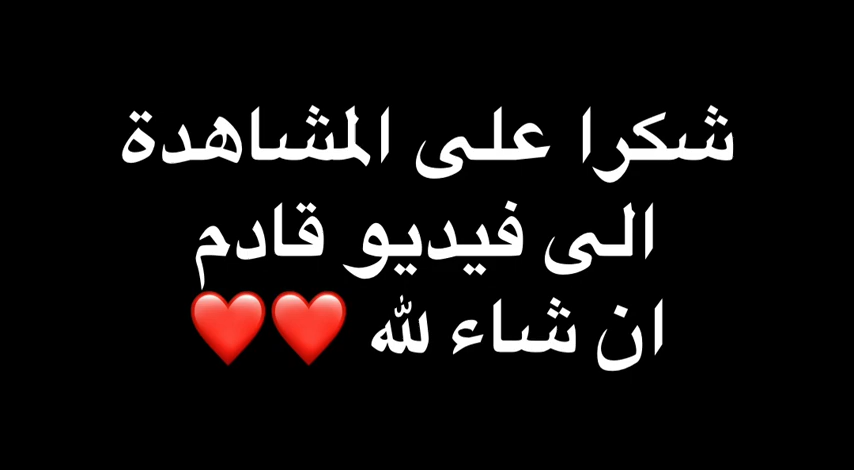 شكرا على المشاهدة
الى فيديو قادم
ان شاء لله ❤️❤️